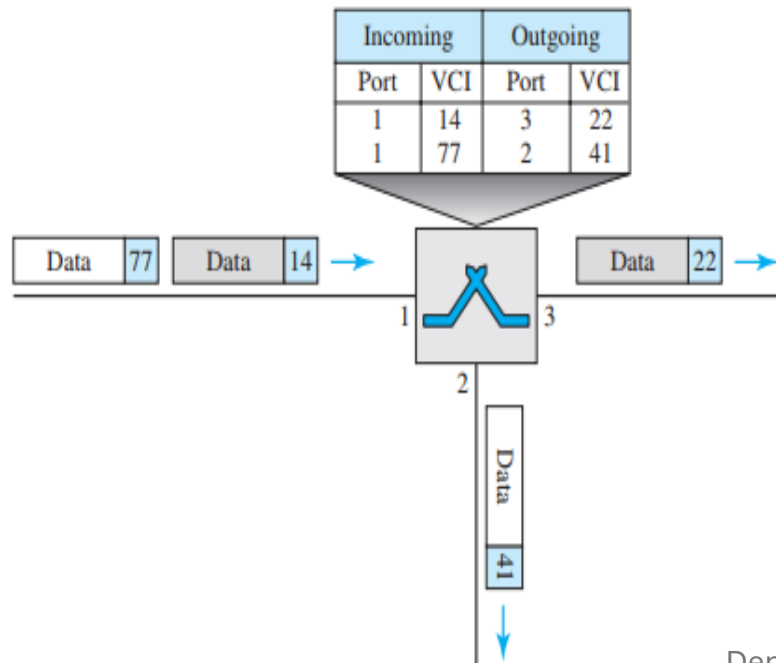 Incoming Outgoing
Port VCI Port VCI
1 14 3 22
1 77 2 41
Data 77 Data 14 Data 22
1 3
2
Data 41